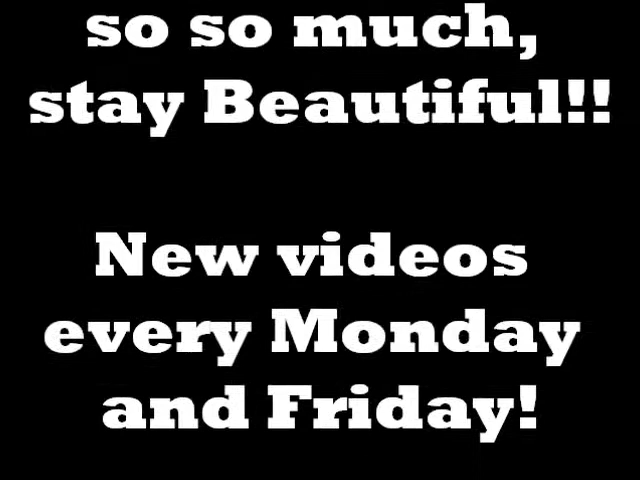 so so much,
stay Beautiful!!
New videos
every Monday
and Friday!